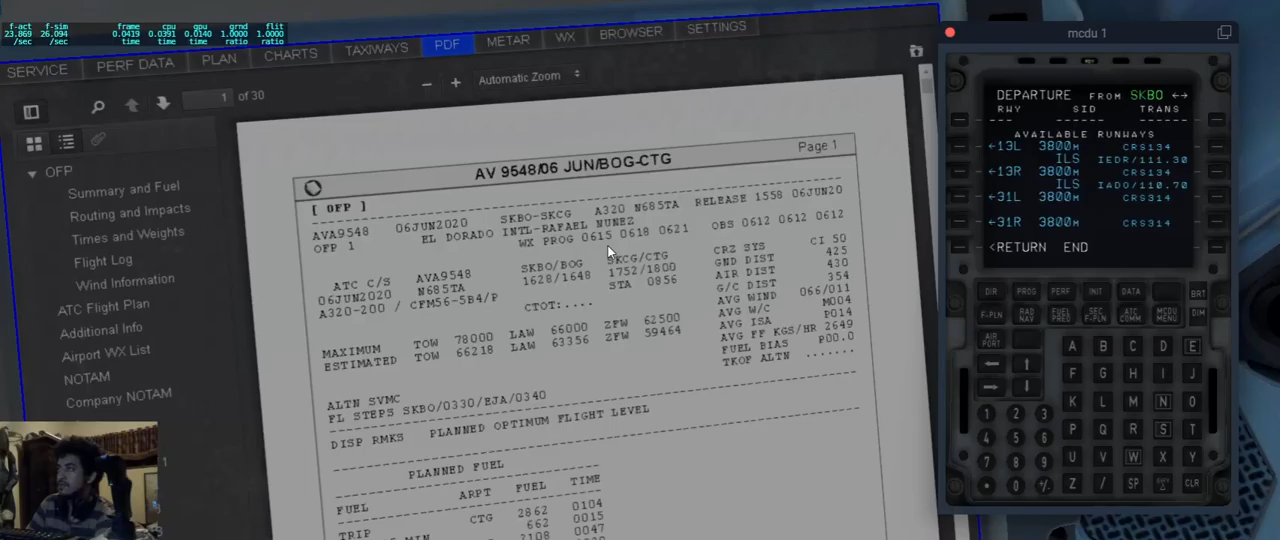 f-act f-sim frame cpu gpu grnd flit
23.869 26.094 0.0419 0.0391 0.0140 1.0000 1.0000
/sec /sec time time time ratio ratio
SERVICE PERF DATA PLAN CHARTS TAXIWAYS PDF METAR WX BROWSER SETTINGS
1 of 30
Automatic Zoom
OFP
Summary and Fuel
Routing and Impacts
Times and Weights
Flight Log
Wind Information
ATC Flight Plan
Additional Info
Airport WX List
NOTAM
Company NOTAM
AV 9548/06 JUN/BOG-CTG Page 1
[ OFP ]
AVA9548 06JUN2020 SKBO-SKCG A320 N685TA RELEASE 1558 06JUN20
OFP 1 EL DORADO INTL-RAFAEL NUNEZ
WX PROG 0615 0618 0621 OBS 0612 0612 0612
ATC C/S AVA9548 SKBO/BOG SKCG/CTG CRZ SYS CI 50
06JUN2020 N685TA 1628/1648 1752/1800 GND DIST 425
A320-200 / CFM56-5B4/P STA 0856 AIR DIST 430
CTOT:.... G/C DIST 354
AVG WIND 066/011
MAXIMUM TOW 78000 LAW 66000 ZFW 62500 AVG W/C M004
ESTIMATED TOW 66218 LAW 63356 ZFW 59464 AVG ISA P014
AVG FF KGS/HR 2649
FUEL BIAS P00.0
ALTN SVMC TKOF ALTN .......
FL STEPS SKBO/0330/EJA/0340
DISP RMKS PLANNED OPTIMUM FLIGHT LEVEL
PLANNED FUEL
FUEL ARPT FUEL TIME
TRIP CTG 2862 0104
662 0015
2108 0047
mcdu 1
DEPARTURE FROM SKBO ←→
RWY SID TRANS
--- ------ ------
AVAILABLE RUNWAYS
←13L 3800M CRS134
ILS IEDR/111.30
←13R 3800M CRS134
ILS IADO/110.70
←31L 3800M CRS314
←31R 3800M CRS314
<RETURN END
DIR PROG PERF INIT DATA BRT
F-PLN RAD NAV FUEL PRED SEC F-PLN ATC COMM MCDU MENU DIM
AIR PORT
← ↑
→ ↓
A B C D E
F G H I J
1 2 3 K L M N O
4 5 6 P Q R S T
7 8 9 U V W X Y
. 0 +/- Z / SP CLR